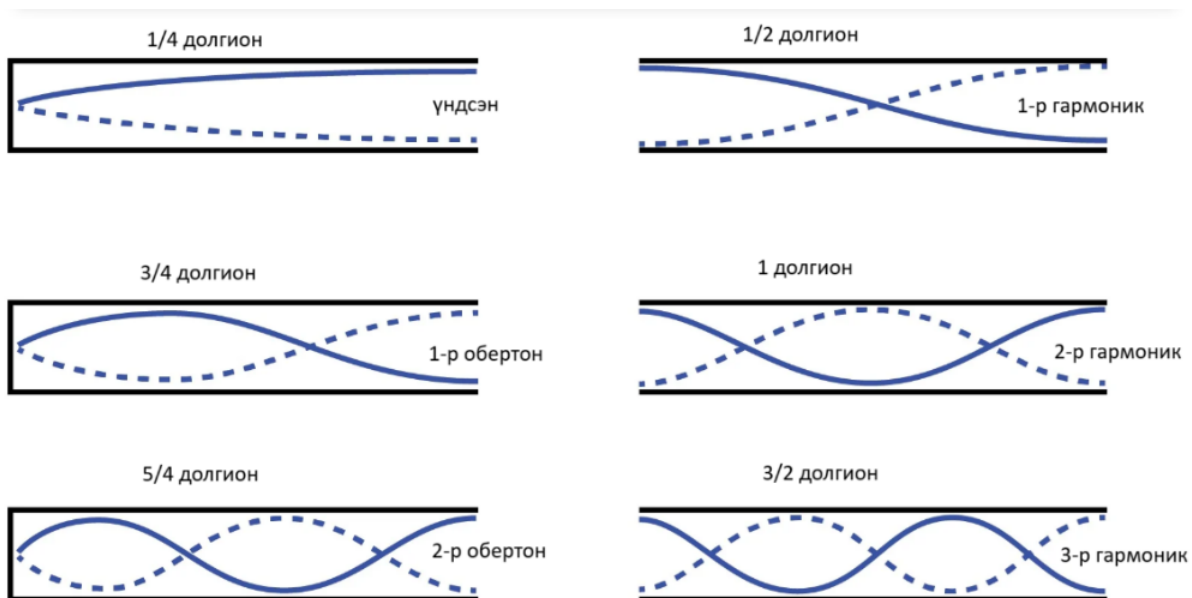 1/4 долгион
1/2 долгион
үндсэн
1-р гармоник
3/4 долгион
1 долгион
1-р обертон
2-р гармоник
5/4 долгион
3/2 долгион
2-р обертон
3-р гармоник